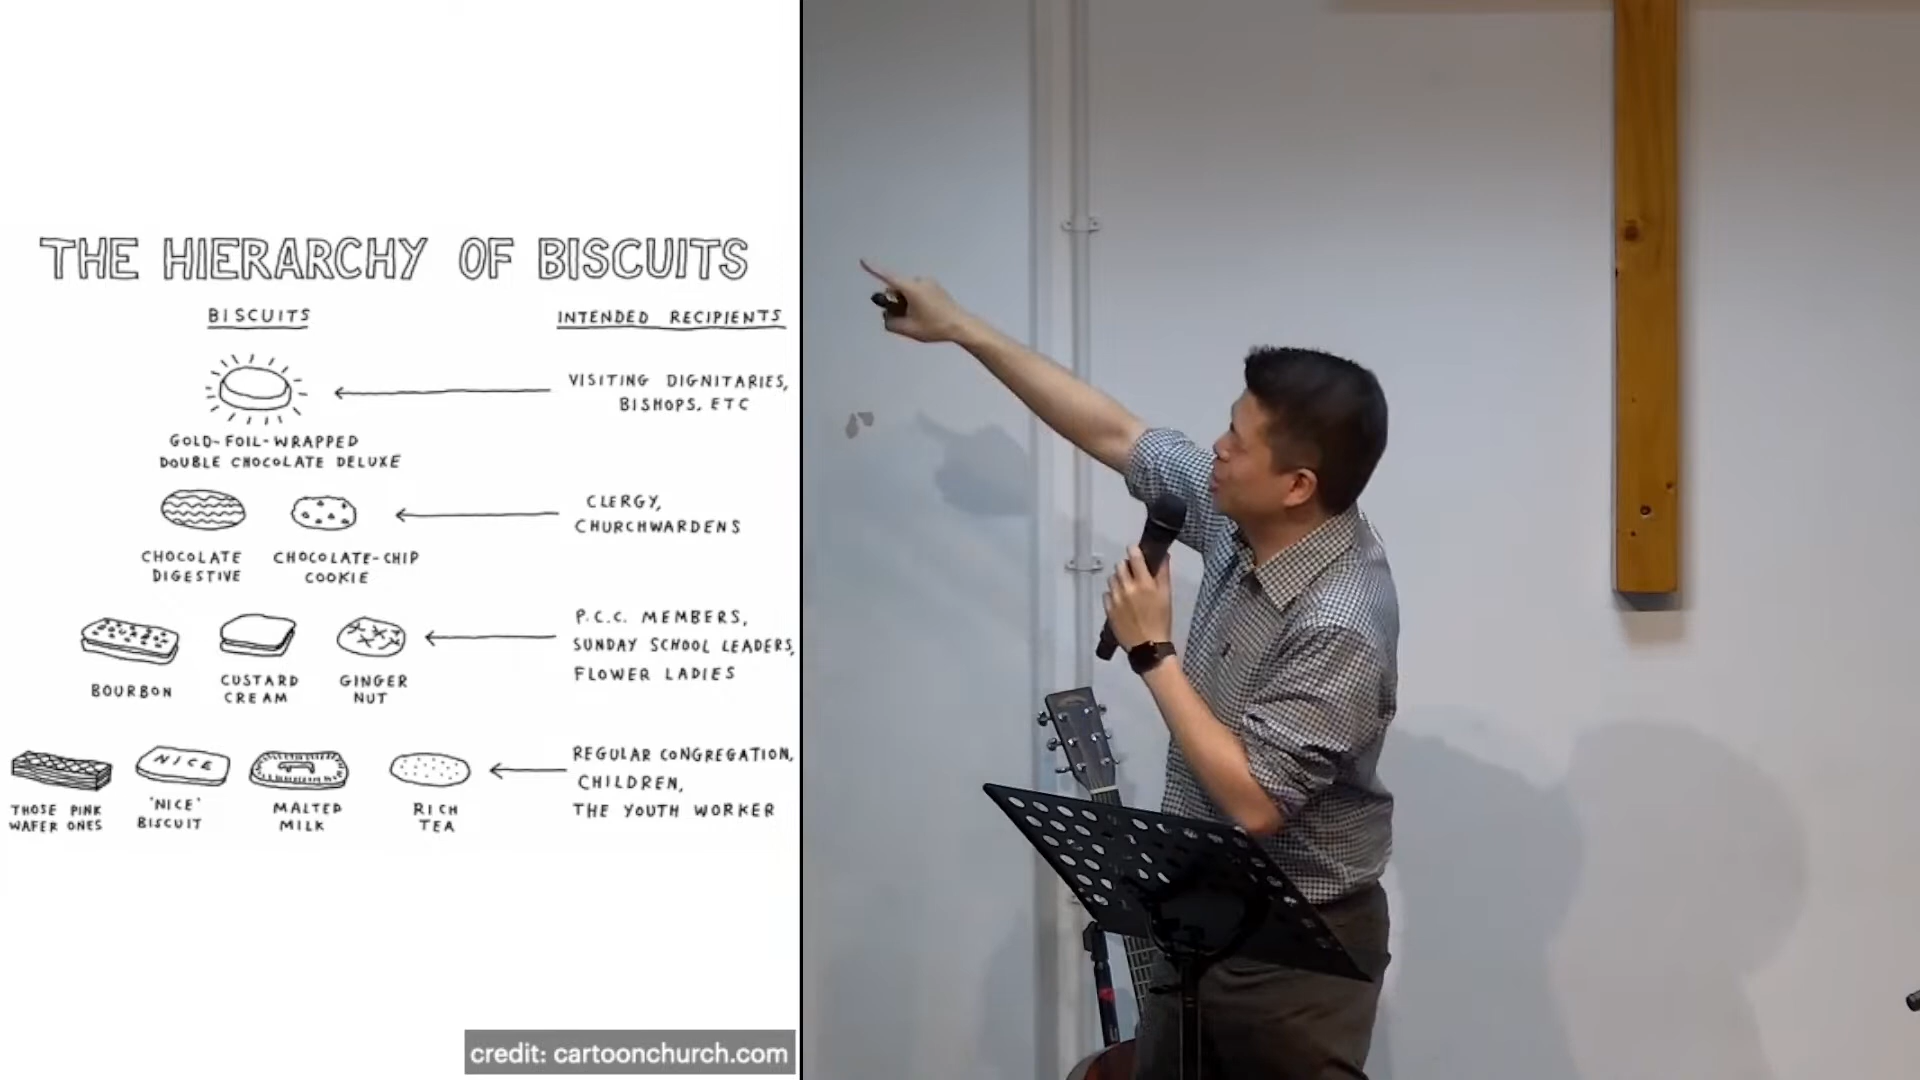 THE HIERARCHY OF BISCUITS
BISCUITS
INTENDED RECIPIENTS
VISITING DIGNITARIES,
BISHOPS, ETC
GOLD-FOIL-WRAPPED
DOUBLE CHOCOLATE DELUXE
CLERGY,
CHURCHWARDENS
CHOCOLATE
DIGESTIVE
CHOCOLATE-CHIP
COOKIE
P.C.C. MEMBERS,
SUNDAY SCHOOL LEADERS,
FLOWER LADIES
BOURBON
CUSTARD
CREAM
GINGER
NUT
NICE
REGULAR CONGREGATION,
CHILDREN,
THE YOUTH WORKER
THOSE PINK
WAFER ONES
'NICE'
BISCUIT
MALTED
MILK
RICH
TEA
credit: cartoonchurch.com